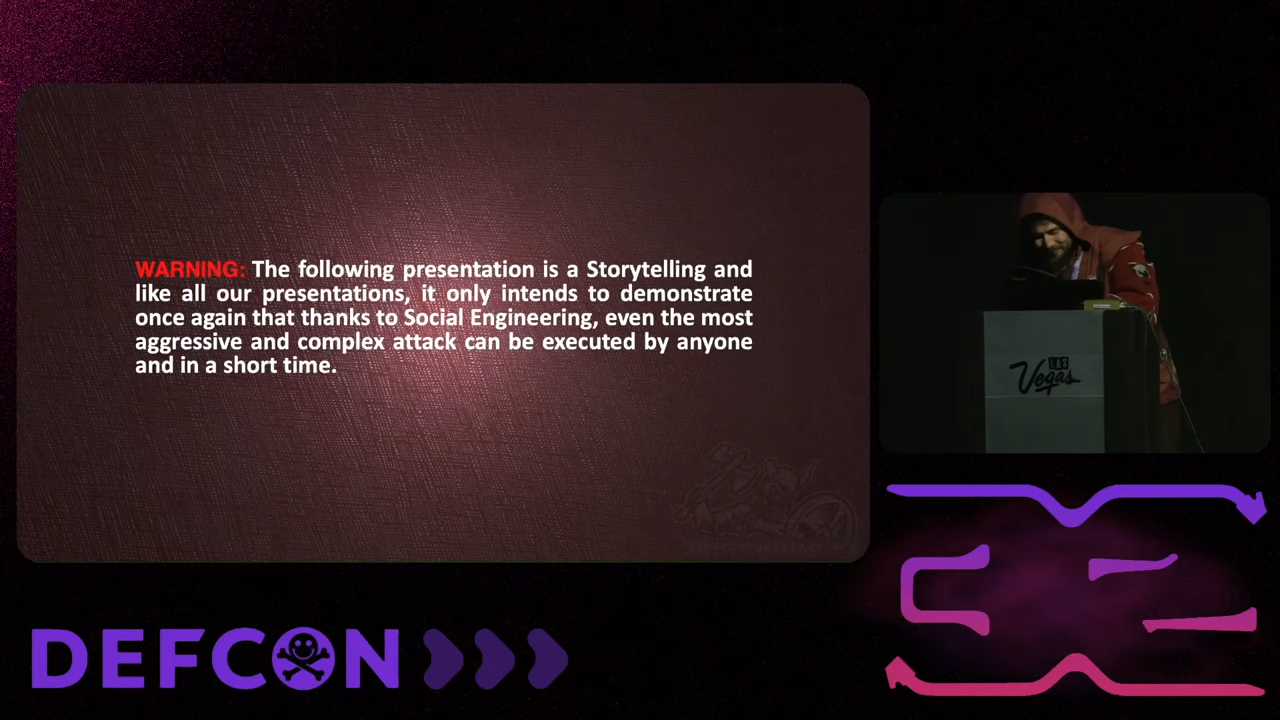 WARNING: The following presentation is a Storytelling and
like all our presentations, it only intends to demonstrate
once again that thanks to Social Engineering, even the most
aggressive and complex attack can be executed by anyone
and in a short time.
LAS
Vegas
DEFCON